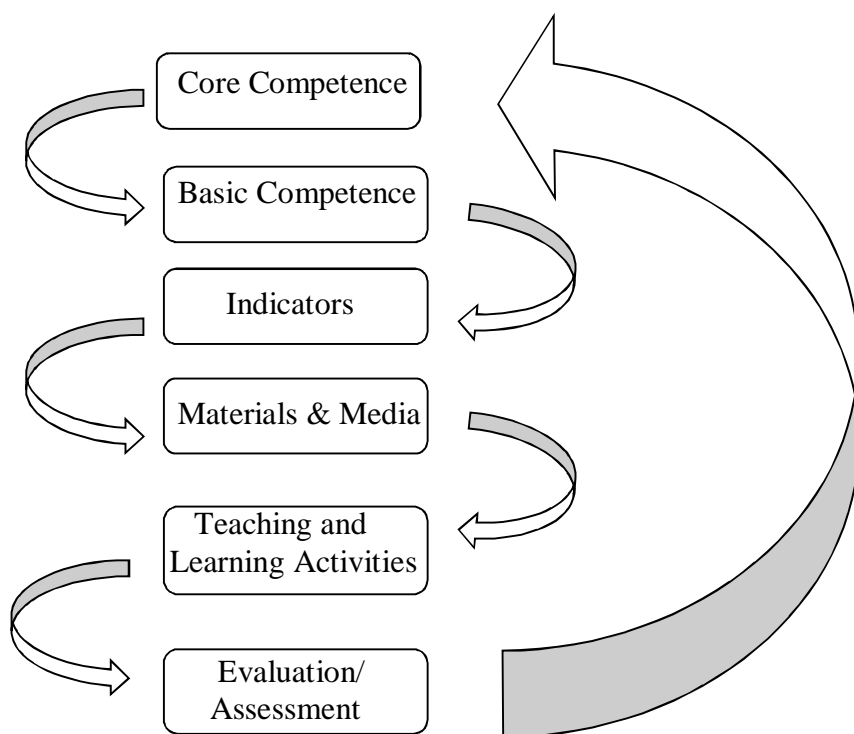 Core Competence
Basic Competence
Indicators
Materials & Media
Teaching and
Learning Activities
Evaluation/
Assessment